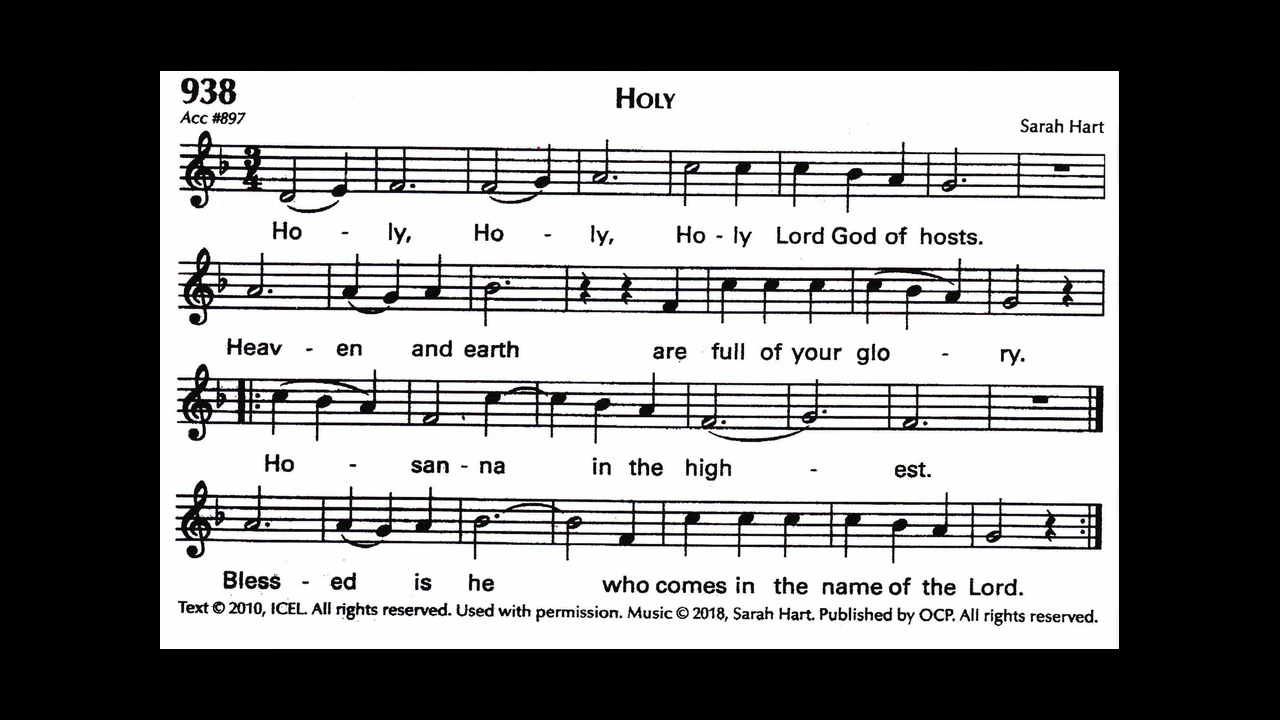 938
HOLY
Acc #897
Sarah Hart
3
4
Ho - ly, Ho - ly, Ho - ly Lord God of hosts.
Heav - en and earth are full of your glo - ry.
Ho - san - na in the high - est.
Bless - ed is he who comes in the name of the Lord.
Text © 2010, ICEL. All rights reserved. Used with permission. Music © 2018, Sarah Hart. Published by OCP. All rights reserved.